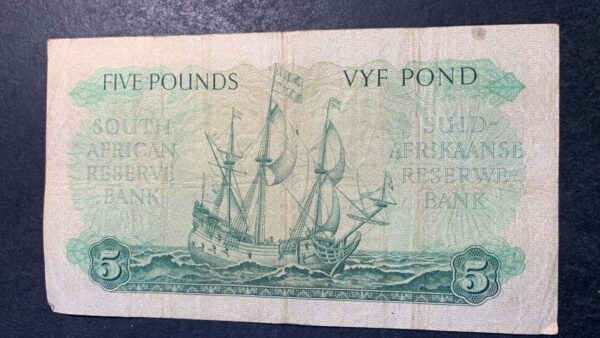 FIVE POUNDS
VYF POND
SOUTH
AFRICAN
RESERVE
BANK
SUID-
AFRIKAANSE
RESERWE-
BANK
5
5